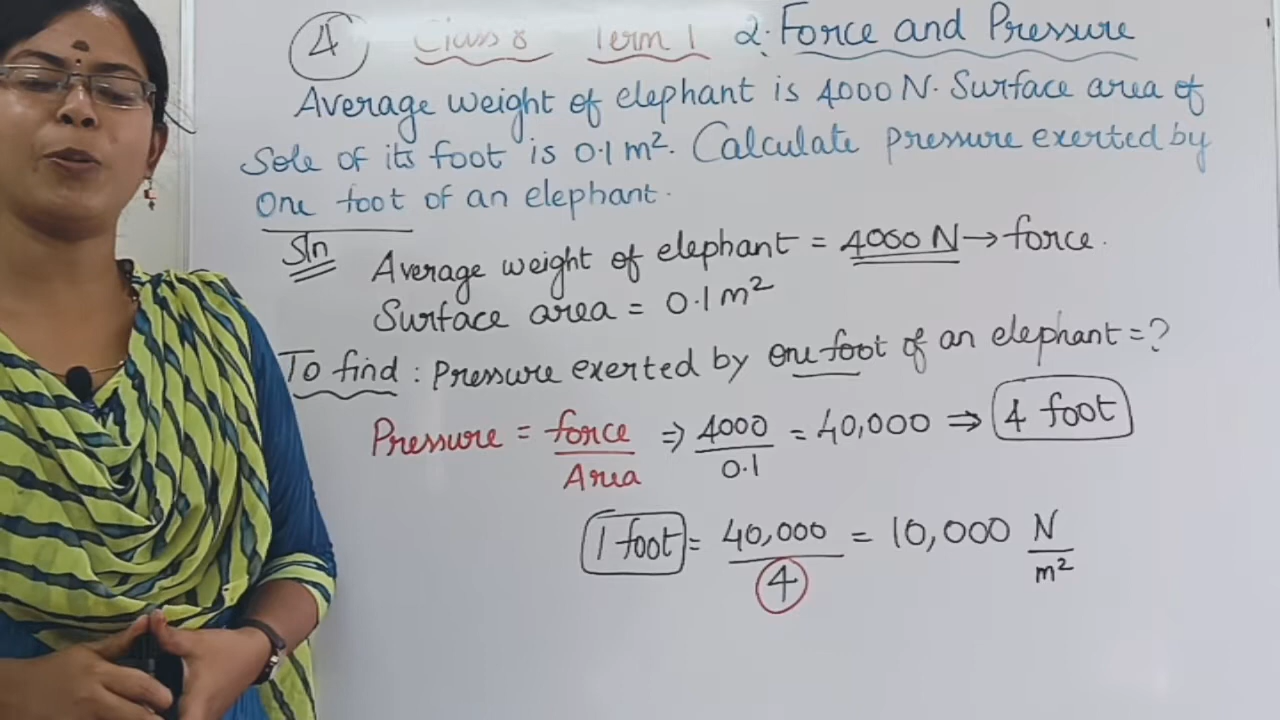 4 Class 8 Term 1 2. Force and Pressure
Average weight of elephant is 4000 N. Surface area of
Sole of its foot is 0.1 m². Calculate pressure exerted by
One foot of an elephant.
Sln Average weight of elephant = 4000 N → force.
Surface area = 0.1 m²
To find : Pressure exerted by one foot of an elephant = ?
Pressure = force / Area ⇒ 4000 / 0.1 = 40,000 ⇒ 4 foot
1 foot = 40,000 / 4 = 10,000 N / m²